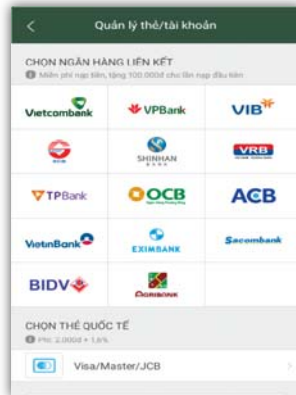 Quản lý thẻ/tài khoản
CHỌN NGÂN HÀNG LIÊN KẾT
Miễn phí nạp tiền, tặng 100.000đ cho lần nạp đầu tiên
Vietcombank VPBank VIB
SHINHAN VRB
TPBank OCB ACB
VietinBank EXIMBANK Sacombank
BIDV AGRIBANK
CHỌN THẺ QUỐC TẾ
Phí: 2.000đ + 1,6%
Visa/Master/JCB